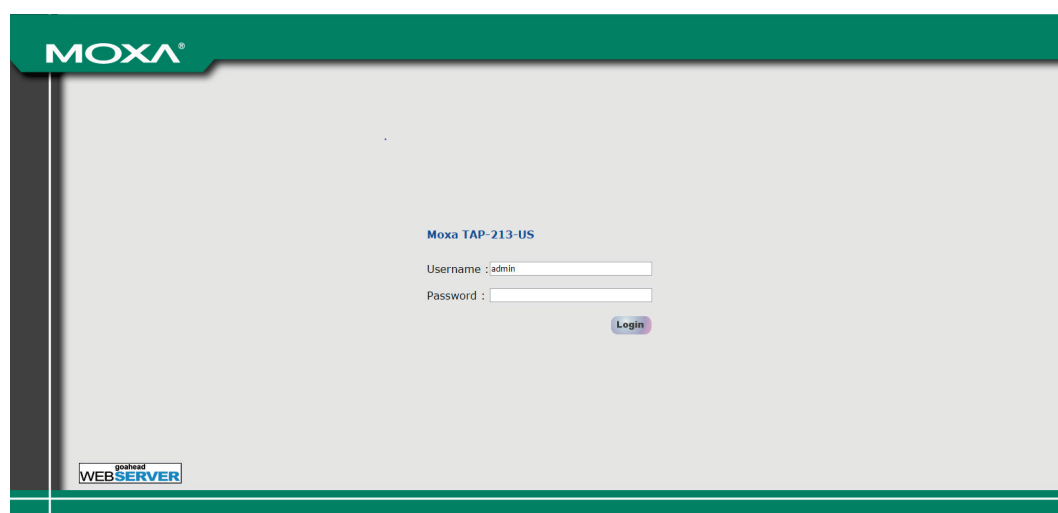 MOXA®
Moxa TAP-213-US
Username : admin
Password :
Login
goahead
WEBSERVER